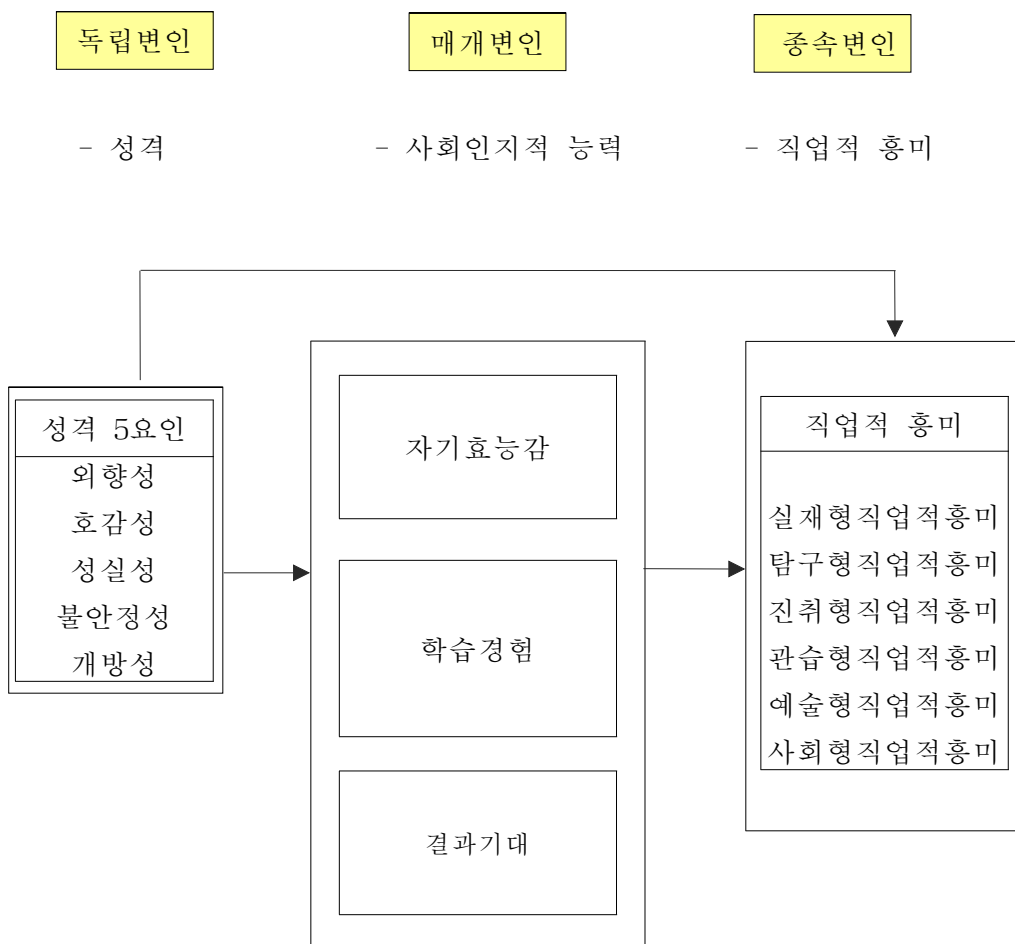 독립변인
매개변인
종속변인
- 성격
- 사회인지적 능력
- 직업적 흥미
성격 5요인
외향성
호감성
성실성
불안정성
개방성
자기효능감
학습경험
결과기대
직업적 흥미
실재형직업적흥미
탐구형직업적흥미
진취형직업적흥미
관습형직업적흥미
예술형직업적흥미
사회형직업적흥미